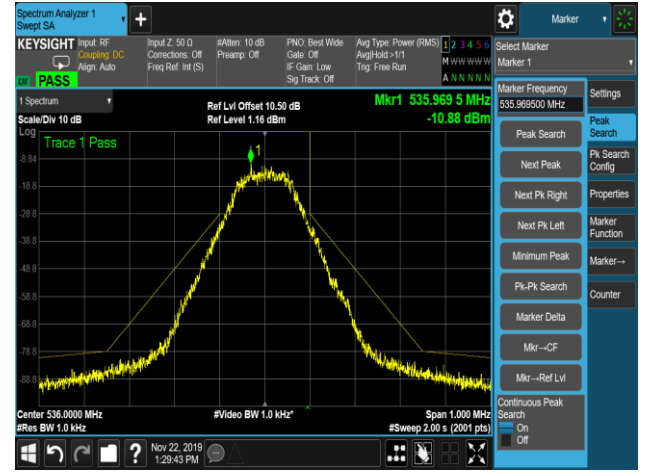 Spectrum Analyzer 1
Swept SA
Marker
KEYSIGHT
Input: RF
Coupling: DC
Align: Auto
Input Z: 50 Ω
Corrections: Off
Freq Ref: Int (S)
#Atten: 10 dB
Preamp: Off
PNO: Best Wide
Gate: Off
IF Gain: Low
Sig Track: Off
Avg Type: Power (RMS)
Avg|Hold:>1/1
Trig: Free Run
1 2 3 4 5 6
M W W W W W
A N N N N N
PASS
Select Marker
Marker 1
1 Spectrum
Scale/Div 10 dB
Ref Lvl Offset 10.50 dB
Ref Level 1.16 dBm
Mkr1 535.969 5 MHz
-10.88 dBm
Log
Trace 1 Pass
1
-8.84
-18.8
-28.8
-38.8
-48.8
-58.8
-68.8
-78.8
-88.8
Center 536.0000 MHz
#Res BW 1.0 kHz
#Video BW 1.0 kHz*
Span 1.000 MHz
#Sweep 2.00 s (2001 pts)
Marker Frequency
535.969500 MHz
Peak Search
Next Peak
Next Pk Right
Next Pk Left
Minimum Peak
Pk-Pk Search
Marker Delta
Mkr→CF
Mkr→Ref Lvl
Continuous Peak
Search
On
Off
Settings
Peak
Search
Pk Search
Config
Properties
Marker
Function
Marker→
Counter
?
Nov 22, 2019
1:29:43 PM